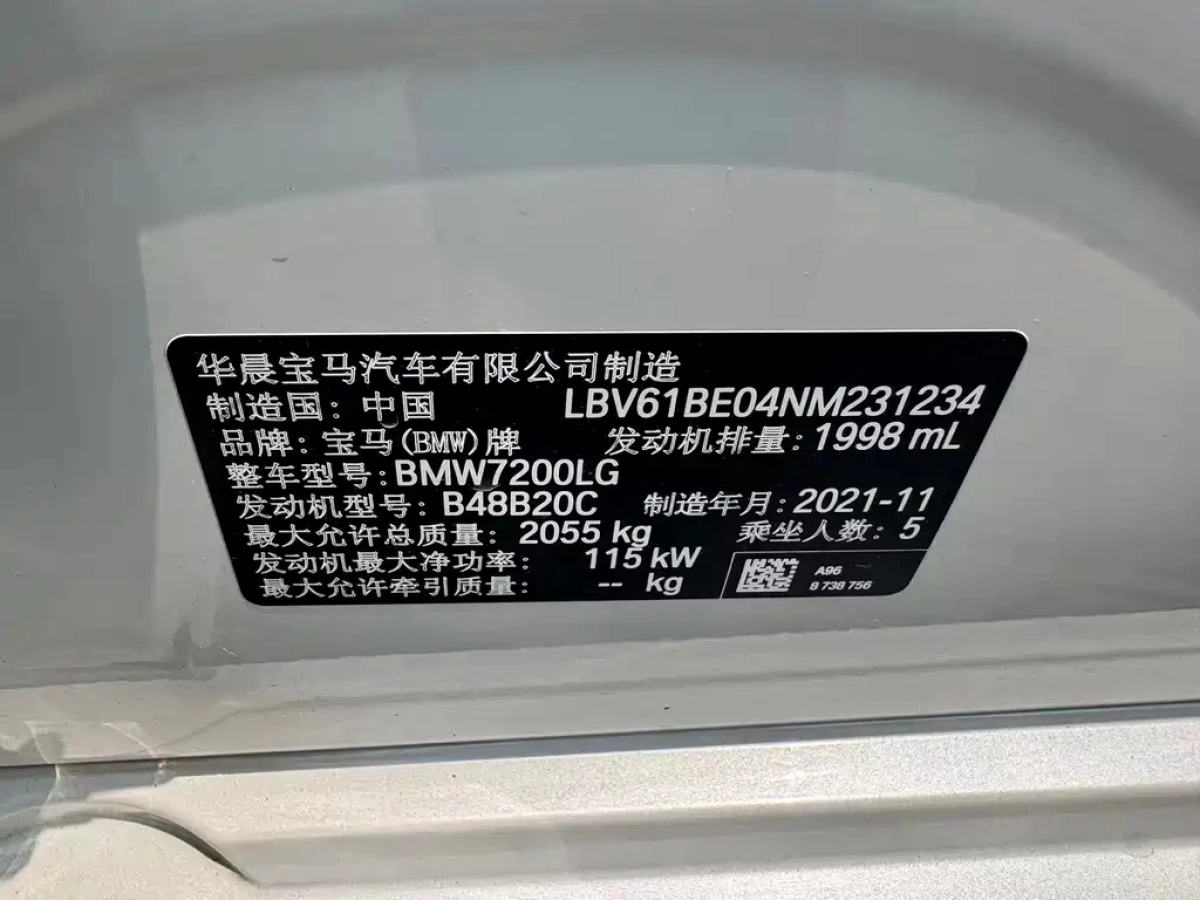 华晨宝马汽车有限公司制造
制造国：中国 LBV61BE04NM231234
品牌：宝马(BMW)牌 发动机排量：1998 mL
整车型号：BMW7200LG
发动机型号：B48B20C 制造年月：2021-11
最大允许总质量：2055 kg 乘坐人数：5
发动机最大净功率：115 kW
最大允许牵引质量：-- kg
A96
8 738 756